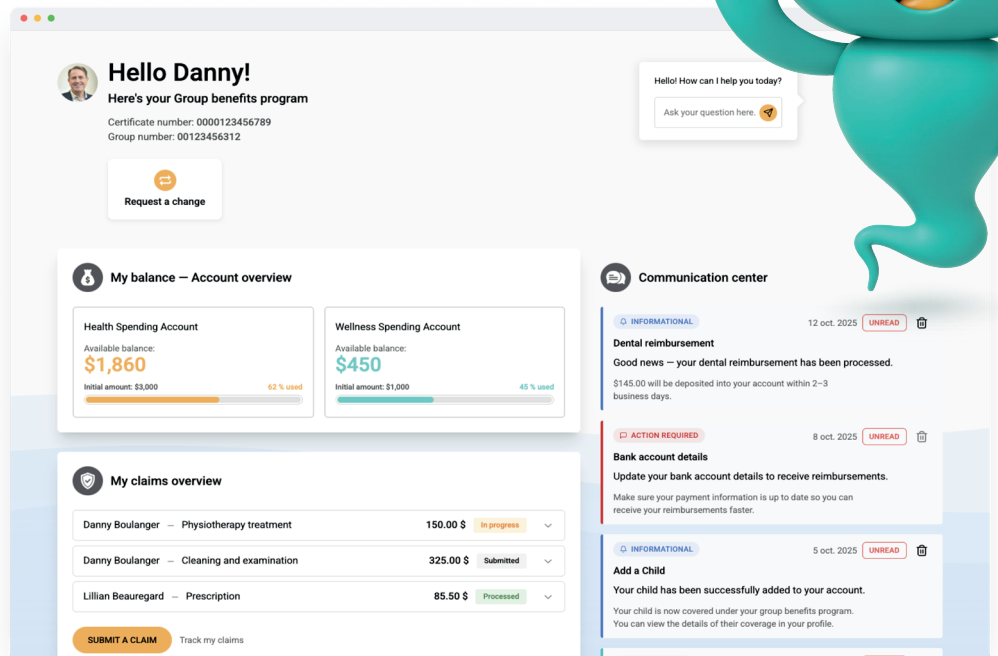 Hello Danny!
Here's your Group benefits program
Certificate number: 0000123456789
Group number: 00123456312
Request a change
Hello! How can I help you today?
Ask your question here.
My balance — Account overview
Health Spending Account
Available balance:
$1,860
Initial amount: $3,000 62 % used
Wellness Spending Account
Available balance:
$450
Initial amount: $1,000 45 % used
My claims overview
Danny Boulanger – Physiotherapy treatment 150.00 $ In progress
Danny Boulanger – Cleaning and examination 325.00 $ Submitted
Lillian Beauregard – Prescription 85.50 $ Processed
SUBMIT A CLAIM Track my claims
Communication center
INFORMATIONAL 12 oct. 2025 UNREAD
Dental reimbursement
Good news — your dental reimbursement has been processed.
$145.00 will be deposited into your account within 2–3
business days.
ACTION REQUIRED 8 oct. 2025 UNREAD
Bank account details
Update your bank account details to receive reimbursements.
Make sure your payment information is up to date so you can
receive your reimbursements faster.
INFORMATIONAL 5 oct. 2025 UNREAD
Add a Child
Your child has been successfully added to your account.
Your child is now covered under your group benefits program.
You can view the details of their coverage in your profile.